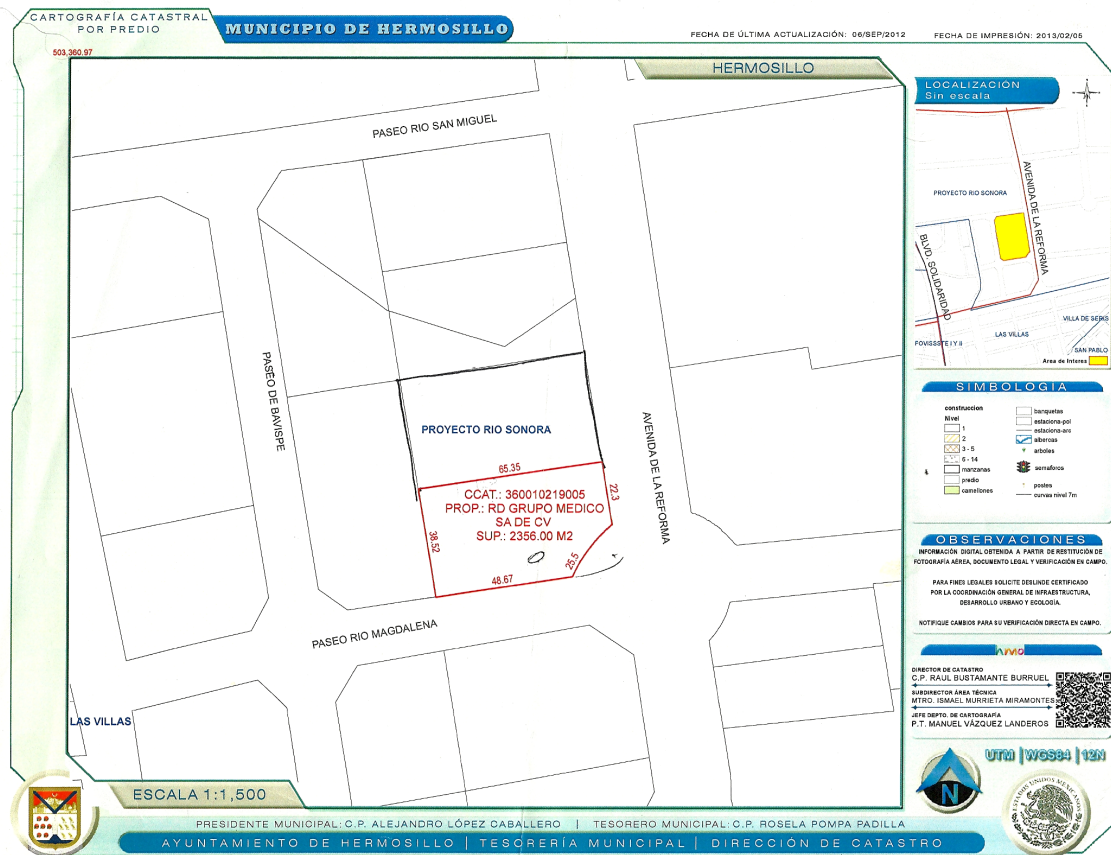 CARTOGRAFÍA CATASTRAL
POR PREDIO
MUNICIPIO DE HERMOSILLO
FECHA DE ÚLTIMA ACTUALIZACIÓN: 06/SEP/2012
FECHA DE IMPRESIÓN: 2013/02/05
503,360.97
HERMOSILLO
PASEO RIO SAN MIGUEL
PASEO DE BAVISPE
PROYECTO RIO SONORA
AVENIDA DE LA REFORMA
65.35
CCAT.: 360010219005
PROP.: RD GRUPO MEDICO
SA DE CV
SUP.: 2356.00 M2
22.3
38.52
25.5
48.67
PASEO RIO MAGDALENA
LAS VILLAS
ESCALA 1:1,500
LOCALIZACIÓN
Sin escala
PROYECTO RIO SONORA
AVENIDA DE LA REFORMA
BLVD. SOLIDARIDAD
VILLA DE SERIS
LAS VILLAS
FOVISSSTE I Y II
SAN PABLO
Area de Interes
SIMBOLOGIA
construccion
Nivel
1
2
3 - 5
6 - 14
manzanas
predio
camellones
banquetas
estaciona-pol
estaciona-arc
albercas
arboles
semaforos
postes
curvas nivel 7m
OBSERVACIONES
INFORMACIÓN DIGITAL OBTENIDA A PARTIR DE RESTITUCIÓN DE
FOTOGRAFÍA AÉREA, DOCUMENTO LEGAL Y VERIFICACIÓN EN CAMPO.
PARA FINES LEGALES SOLICITE DESLINDE CERTIFICADO
POR LA COORDINACIÓN GENERAL DE INFRAESTRUCTURA,
DESARROLLO URBANO Y ECOLOGÍA.
NOTIFIQUE CAMBIOS PARA SU VERIFICACIÓN DIRECTA EN CAMPO.
DIRECTOR DE CATASTRO
C.P. RAUL BUSTAMANTE BURRUEL
SUBDIRECTOR ÁREA TÉCNICA
MTRO. ISMAEL MURRIETA MIRAMONTES
JEFE DEPTO. DE CARTOGRAFÍA
P.T. MANUEL VÁZQUEZ LANDEROS
UTM | WGS84 | 12N
N
ESTADOS UNIDOS MEXICANOS
PRESIDENTE MUNICIPAL: C.P. ALEJANDRO LÓPEZ CABALLERO | TESORERO MUNICIPAL: C.P. ROSELA POMPA PADILLA
AYUNTAMIENTO DE HERMOSILLO | TESORERÍA MUNICIPAL | DIRECCIÓN DE CATASTRO